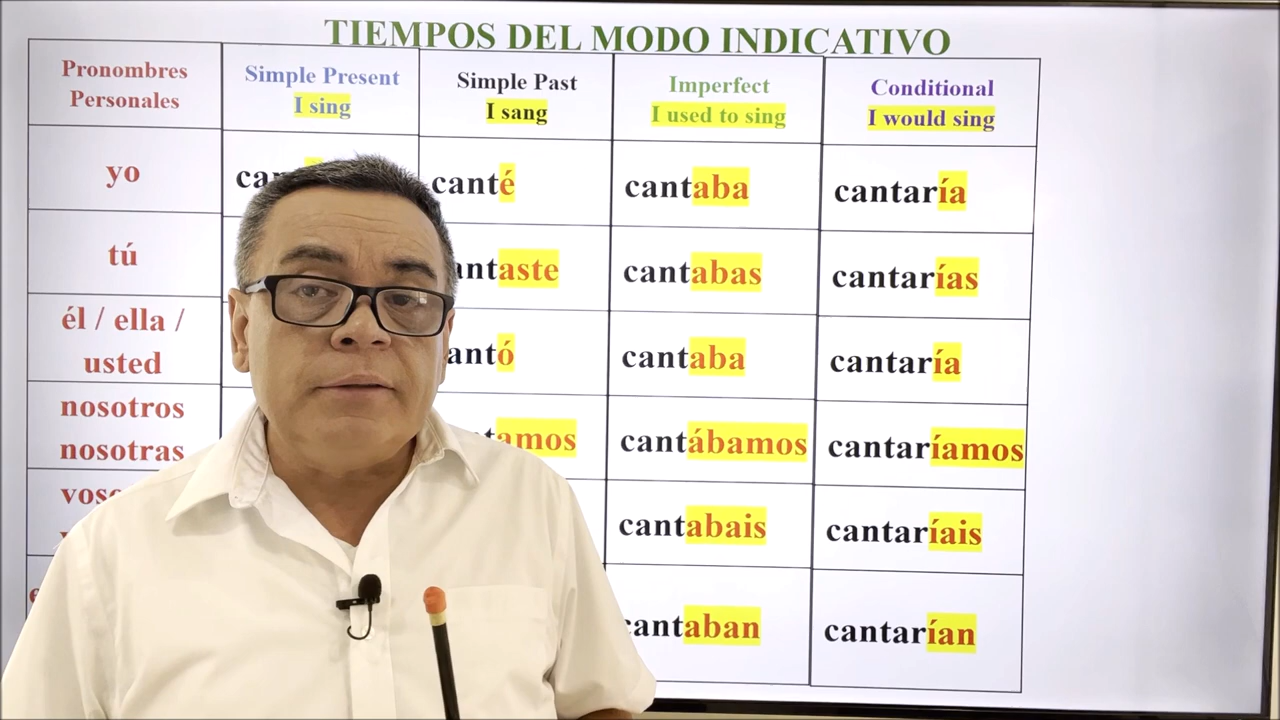 TIEMPOS DEL MODO INDICATIVO
Pronombres
Personales
Simple Present
I sing
Simple Past
I sang
Imperfect
I used to sing
Conditional
I would sing
yo
canté
cantaba
cantaría
tú
cantabas
cantarías
él / ella /
usted
cantaba
cantaría
nosotros
nosotras
cantábamos
cantaríamos
cantabais
cantaríais
cantarían